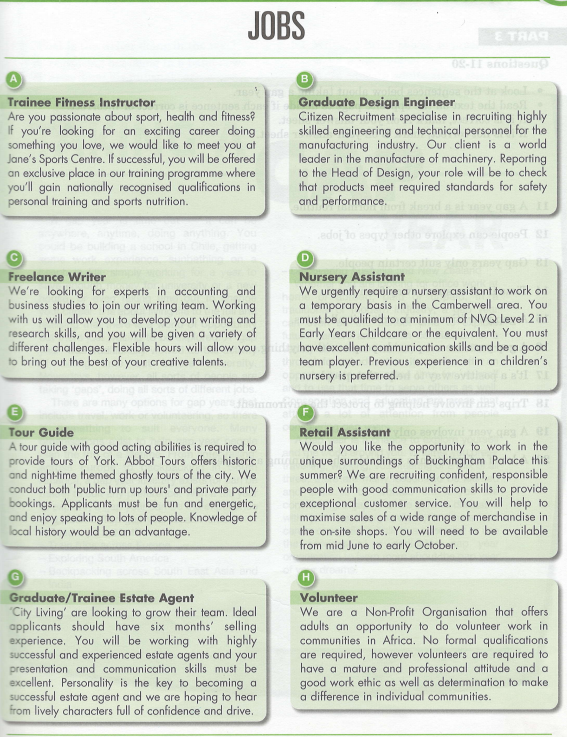 JOBS
A
Trainee Fitness Instructor
Are you passionate about sport, health and fitness?
If you're looking for an exciting career doing
something you love, we would like to meet you at
Jane's Sports Centre. If successful, you will be offered
an exclusive place in our training programme where
you'll gain nationally recognised qualifications in
personal training and sports nutrition.
B
Graduate Design Engineer
Citizen Recruitment specialise in recruiting highly
skilled engineering and technical personnel for the
manufacturing industry. Our client is a world
leader in the manufacture of machinery. Reporting
to the Head of Design, your role will be to check
that products meet required standards for safety
and performance.
C
Freelance Writer
We're looking for experts in accounting and
business studies to join our writing team. Working
with us will allow you to develop your writing and
research skills, and you will be given a variety of
different challenges. Flexible hours will allow you
to bring out the best of your creative talents.
D
Nursery Assistant
We urgently require a nursery assistant to work on
a temporary basis in the Camberwell area. You
must be qualified to a minimum of NVQ Level 2 in
Early Years Childcare or the equivalent. You must
have excellent communication skills and be a good
team player. Previous experience in a children's
nursery is preferred.
E
Tour Guide
A tour guide with good acting abilities is required to
provide tours of York. Abbot Tours offers historic
and night-time themed ghostly tours of the city. We
conduct both 'public turn up tours' and private party
bookings. Applicants must be fun and energetic,
and enjoy speaking to lots of people. Knowledge of
local history would be an advantage.
F
Retail Assistant
Would you like the opportunity to work in the
unique surroundings of Buckingham Palace this
summer? We are recruiting confident, responsible
people with good communication skills to provide
exceptional customer service. You will help to
maximise sales of a wide range of merchandise in
the on-site shops. You will need to be available
from mid June to early October.
G
Graduate/Trainee Estate Agent
'City Living' are looking to grow their team. Ideal
applicants should have six months' selling
experience. You will be working with highly
successful and experienced estate agents and your
presentation and communication skills must be
excellent. Personality is the key to becoming a
successful estate agent and we are hoping to hear
from lively characters full of confidence and drive.
H
Volunteer
We are a Non-Profit Organisation that offers
adults an opportunity to do volunteer work in
communities in Africa. No formal qualifications
are required, however volunteers are required to
have a mature and professional attitude and a
good work ethic as well as determination to make
a difference in individual communities.